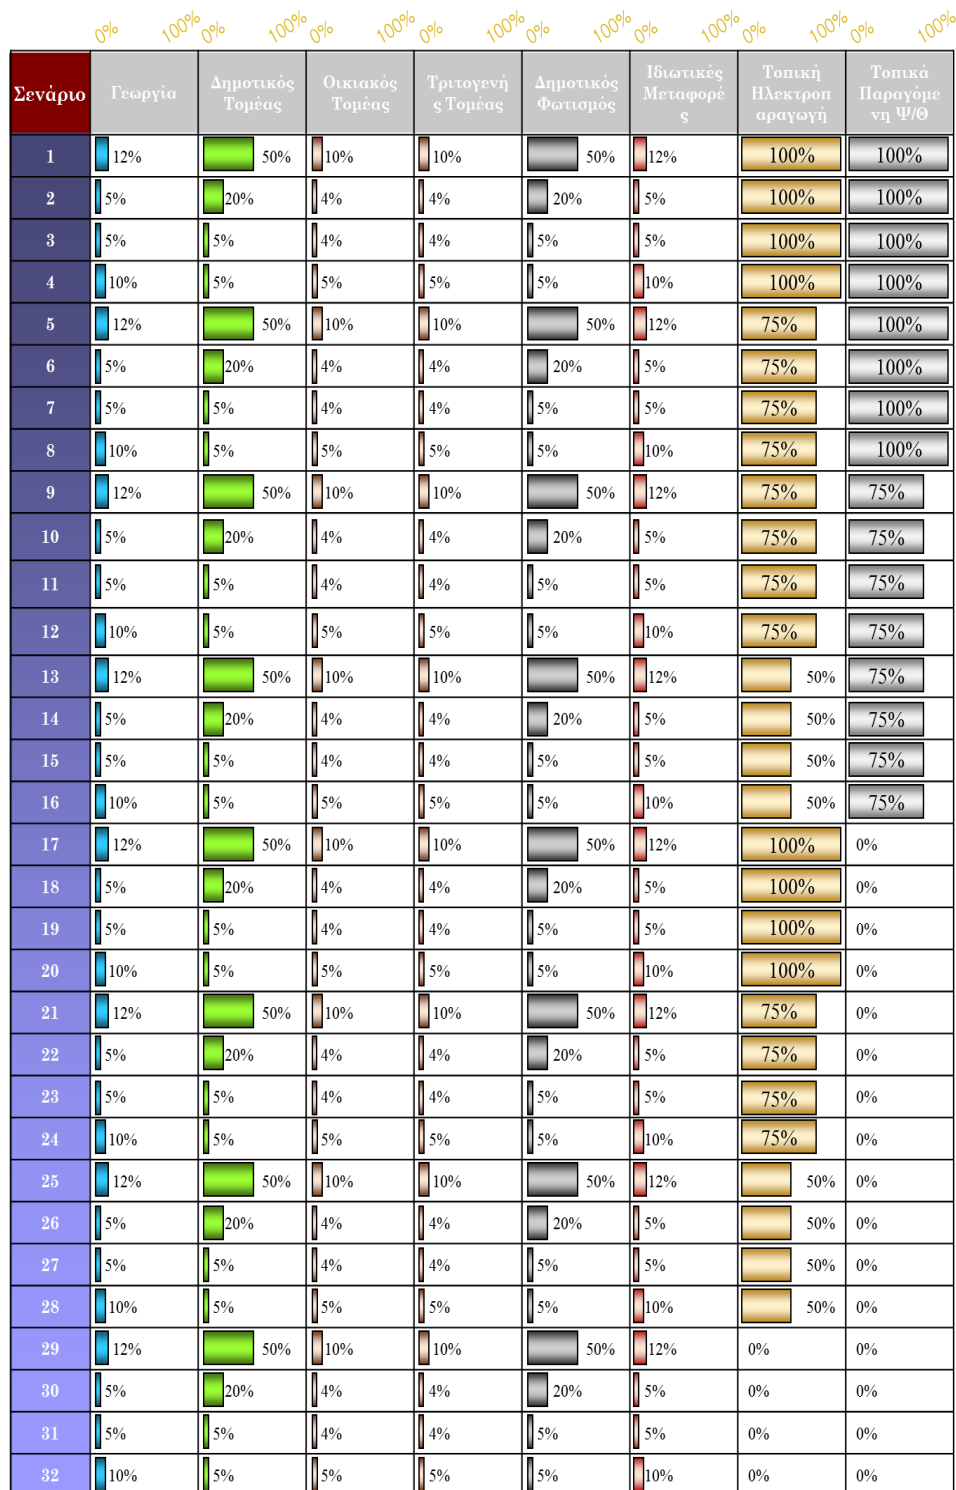 0% 100% 0% 100% 0% 100% 0% 100% 0% 100% 0% 100% 0% 100% 0% 100%
Σενάριο Γεωργία Δημοτικός Τομέας Οικιακός Τομέας Τριτογενή ς Τομέας Δημοτικός Φωτισμός Ιδιωτικές Μεταφορέ ς Τοπική Ηλεκτροπ αραγωγή Τοπικά Παραγόμε νη Ψ/Θ
1 12% 50% 10% 10% 50% 12% 100% 100%
2 5% 20% 4% 4% 20% 5% 100% 100%
3 5% 5% 4% 4% 5% 5% 100% 100%
4 10% 5% 5% 5% 5% 10% 100% 100%
5 12% 50% 10% 10% 50% 12% 75% 100%
6 5% 20% 4% 4% 20% 5% 75% 100%
7 5% 5% 4% 4% 5% 5% 75% 100%
8 10% 5% 5% 5% 5% 10% 75% 100%
9 12% 50% 10% 10% 50% 12% 75% 75%
10 5% 20% 4% 4% 20% 5% 75% 75%
11 5% 5% 4% 4% 5% 5% 75% 75%
12 10% 5% 5% 5% 5% 10% 75% 75%
13 12% 50% 10% 10% 50% 12% 50% 75%
14 5% 20% 4% 4% 20% 5% 50% 75%
15 5% 5% 4% 4% 5% 5% 50% 75%
16 10% 5% 5% 5% 5% 10% 50% 75%
17 12% 50% 10% 10% 50% 12% 100% 0%
18 5% 20% 4% 4% 20% 5% 100% 0%
19 5% 5% 4% 4% 5% 5% 100% 0%
20 10% 5% 5% 5% 5% 10% 100% 0%
21 12% 50% 10% 10% 50% 12% 75% 0%
22 5% 20% 4% 4% 20% 5% 75% 0%
23 5% 5% 4% 4% 5% 5% 75% 0%
24 10% 5% 5% 5% 5% 10% 75% 0%
25 12% 50% 10% 10% 50% 12% 50% 0%
26 5% 20% 4% 4% 20% 5% 50% 0%
27 5% 5% 4% 4% 5% 5% 50% 0%
28 10% 5% 5% 5% 5% 10% 50% 0%
29 12% 50% 10% 10% 50% 12% 0% 0%
30 5% 20% 4% 4% 20% 5% 0% 0%
31 5% 5% 4% 4% 5% 5% 0% 0%
32 10% 5% 5% 5% 5% 10% 0% 0%